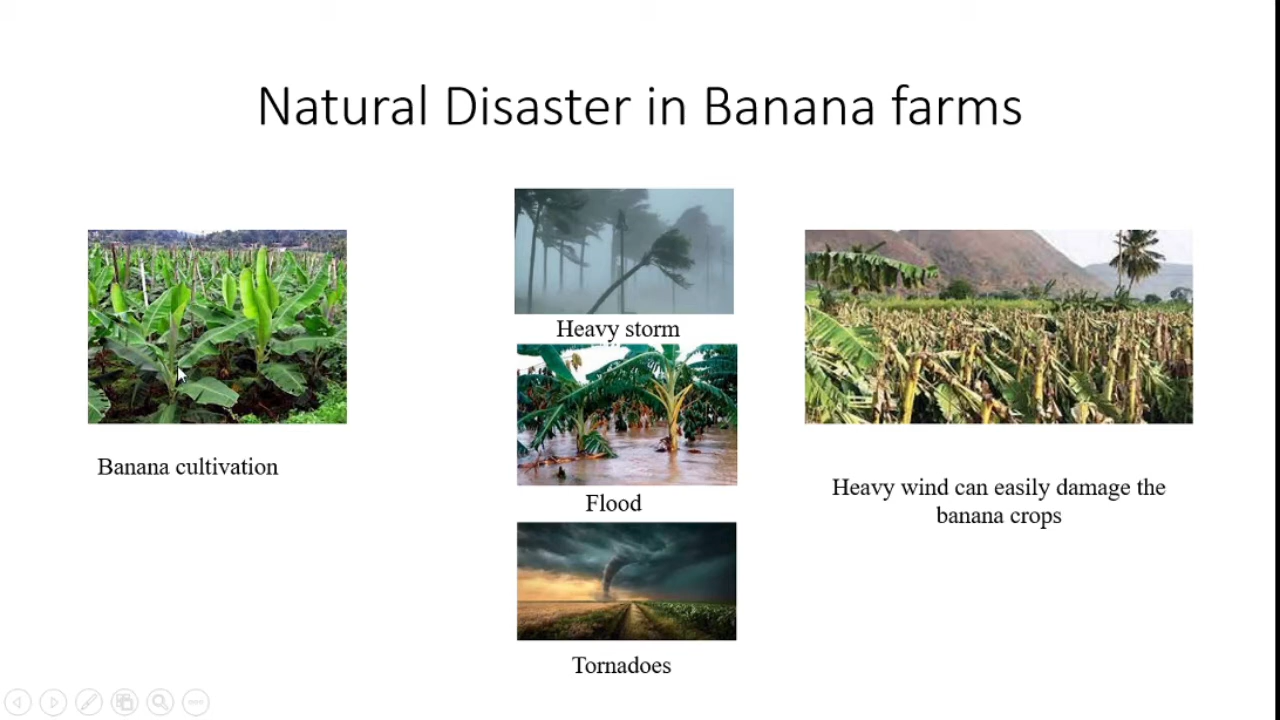 Natural Disaster in Banana farms
Heavy storm
Banana cultivation
Flood
Heavy wind can easily damage the
banana crops
Tornadoes